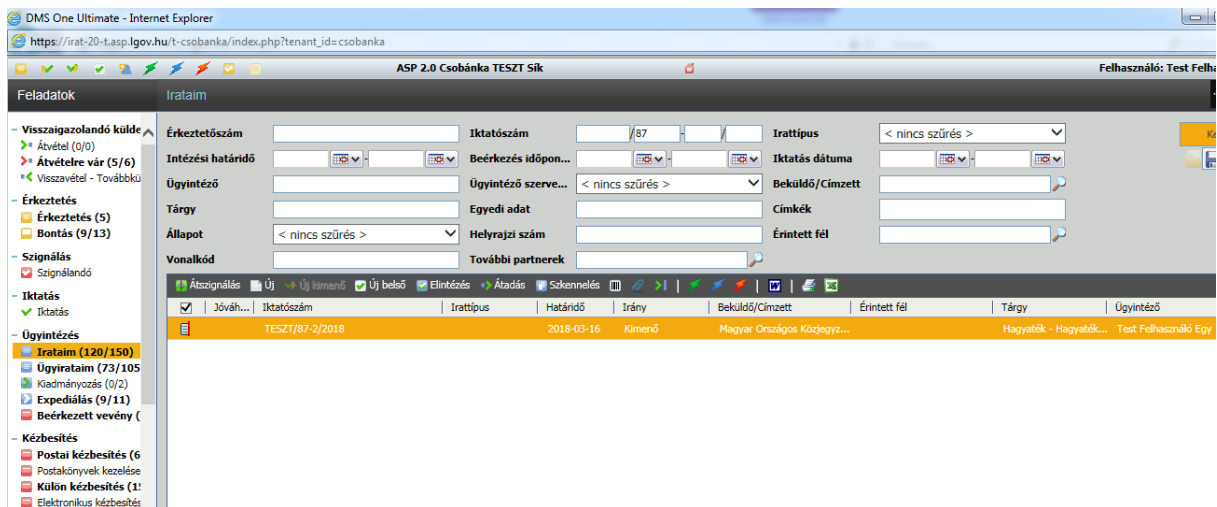 DMS One Ultimate - Internet Explorer
https://irat-20-t.asp.lgov.hu/t-csobanka/index.php?tenant_id=csobanka
ASP 2.0 Csobánka TESZT Sík Felhasználó: Test Felha
Feladatok Irataim
Visszaigazolandó külde
Átvétel (0/0)
Átvételre vár (5/6)
Visszavétel - Továbbkü
Érkeztetés
Érkeztetés (5)
Bontás (9/13)
Szignálás
Szignálandó
Iktatás
Iktatás
Ügyintézés
Irataim (120/150)
Ügyirataim (73/105
Kiadmányozás (0/2)
Expediálás (9/11)
Beérkezett vevény (
Kézbesítés
Postai kézbesítés (6
Postakönyvek kezelése
Külön kézbesítés (15
Elektronikus kézbesítés
Érkeztetőszám Iktatószám /87 - / Irattípus < nincs szűrés > Ke
Intézési határidő - Beérkezés időpon... - Iktatás dátuma -
Ügyintéző Ügyintéző szerve... < nincs szűrés > Beküldő/Címzett
Tárgy Egyedi adat Címkék
Állapot < nincs szűrés > Helyrajzi szám Érintett fél
Vonalkód További partnerek
Átszignálás Új Új kimenő Új belső Elintézés Átadás Szkennelés
Jóváh... Iktatószám Irattípus Határidő Irány Beküldő/Címzett Érintett fél Tárgy Ügyintéző
TESZT/87-2/2018 2018-03-16 Kimenő Magyar Országos Közjegyz... Hagyaték - Hagyaték... Test Felhasználó Egy